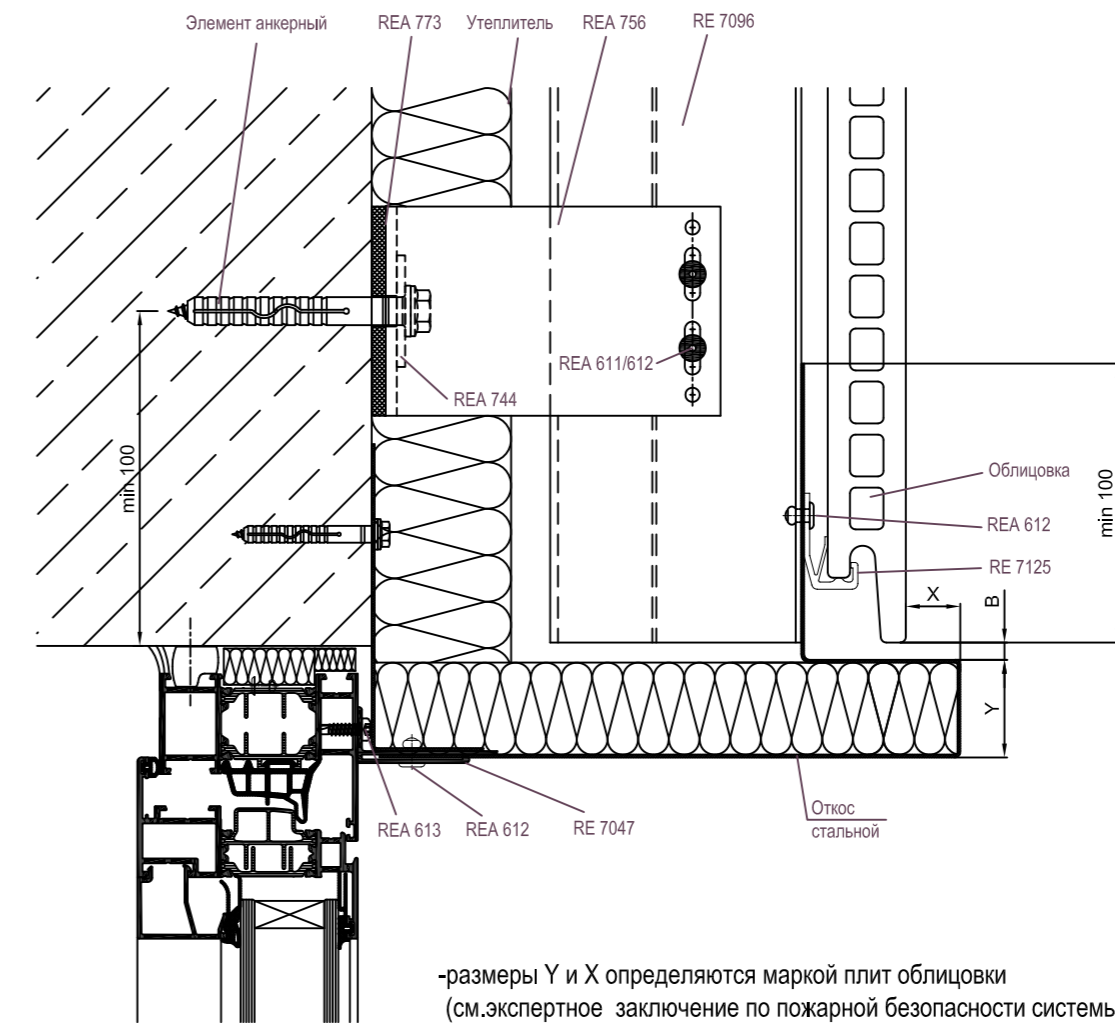 Элемент анкерный
REA 773
Утеплитель
REA 756
RE 7096
REA 611/612
REA 744
min 100
Облицовка
REA 612
RE 7125
min 100
X
B
Y
REA 613
REA 612
RE 7047
Откос
стальной
-размеры Y и X определяются маркой плит облицовки
(см.экспертное заключение по пожарной безопасности системы